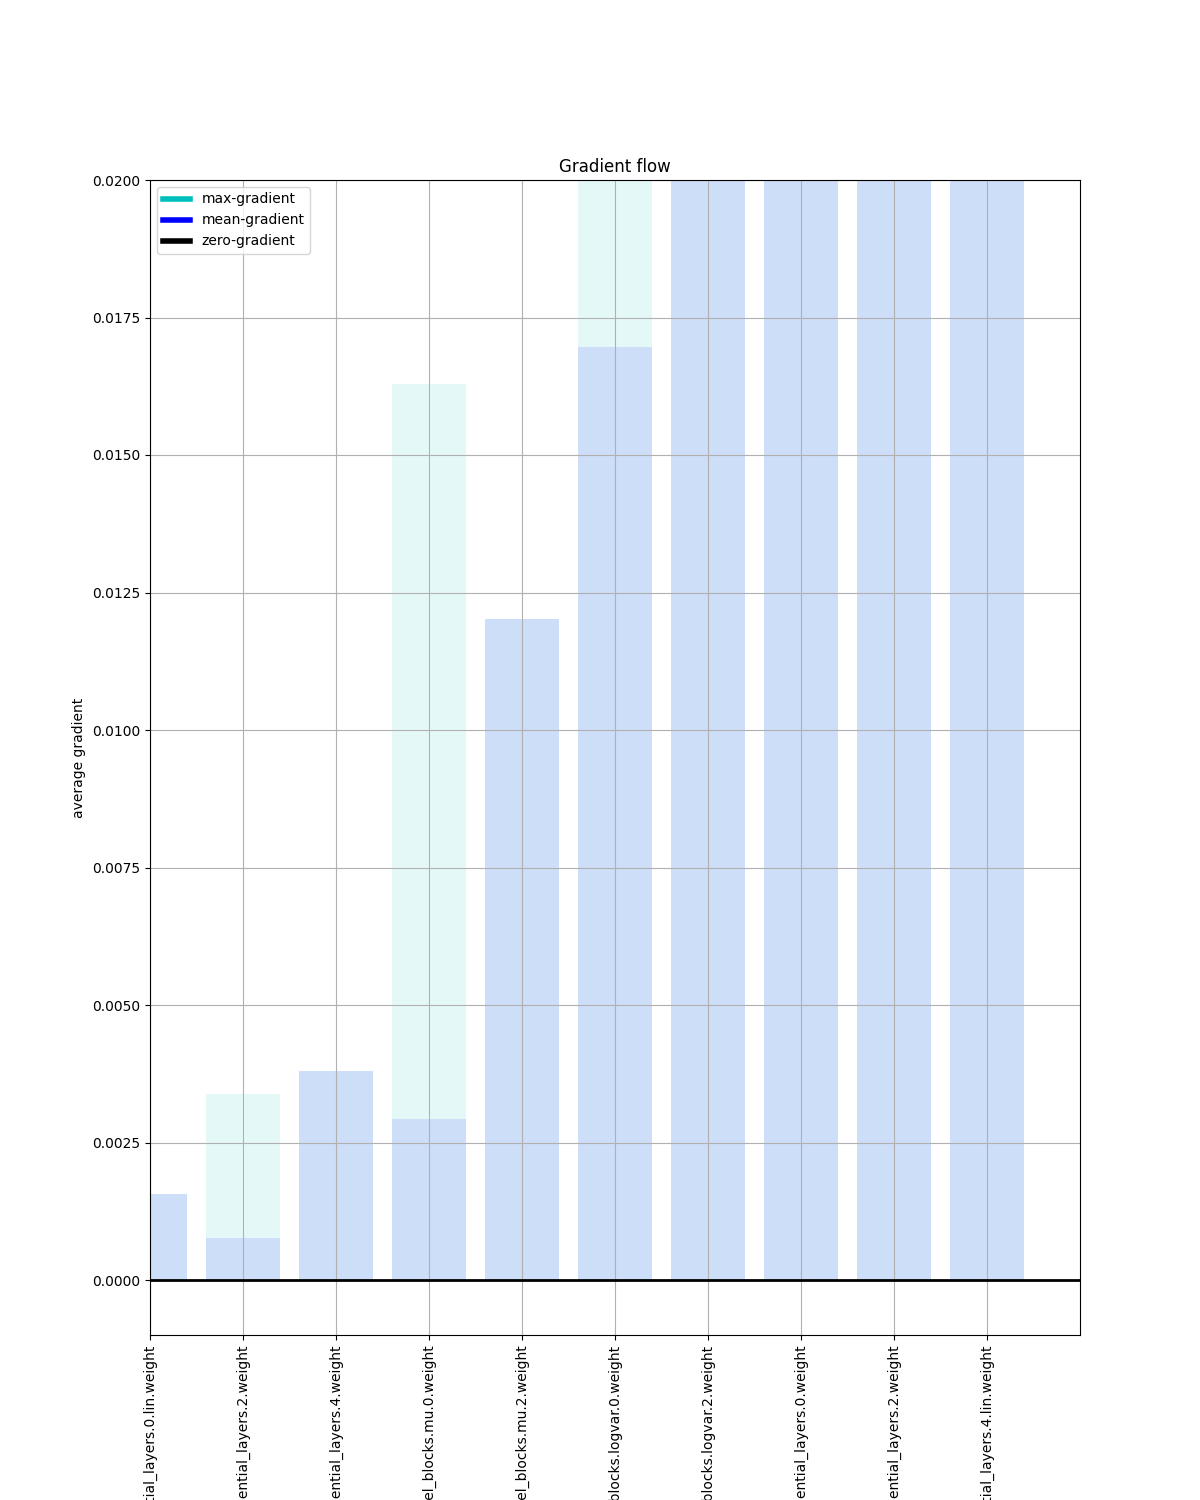 Gradient flow
max-gradient
mean-gradient
zero-gradient
average gradient
0.0200
0.0175
0.0150
0.0125
0.0100
0.0075
0.0050
0.0025
0.0000
tial_layers.0.lin.weight
ential_layers.2.weight
ential_layers.4.weight
el_blocks.mu.0.weight
el_blocks.mu.2.weight
blocks.logvar.0.weight
blocks.logvar.2.weight
ential_layers.0.weight
ential_layers.2.weight
tial_layers.4.lin.weight